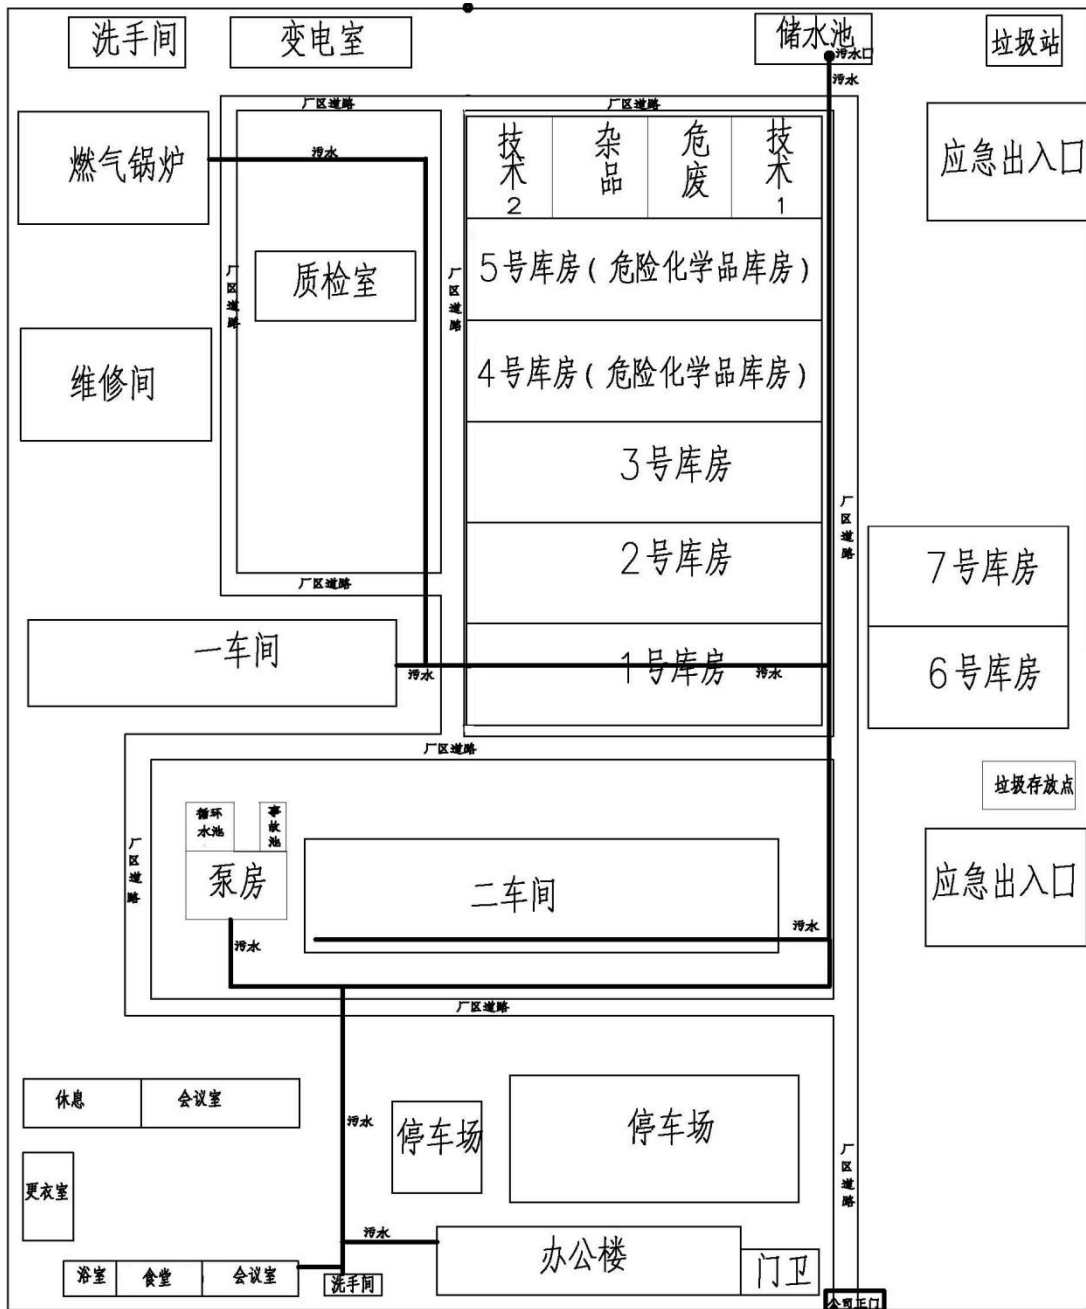 洗手间
变电室
储水池
垃圾站
污水口
污水
厂区道路
厂区道路
燃气锅炉
污水
技术2
杂品
危废
技术1
应急出入口
质检室
厂区道路
厂区道路
5号库房(危险化学品库房)
维修间
4号库房(危险化学品库房)
3号库房
厂区道路
2号库房
7号库房
厂区道路
一车间
污水
1号库房
污水
6号库房
厂区道路
垃圾存放点
循环水池
事故池
厂区道路
泵房
二车间
应急出入口
污水
污水
厂区道路
休息
会议室
污水
停车场
停车场
厂区道路
更衣室
污水
办公楼
门卫
浴室
食堂
会议室
洗手间
公司正门